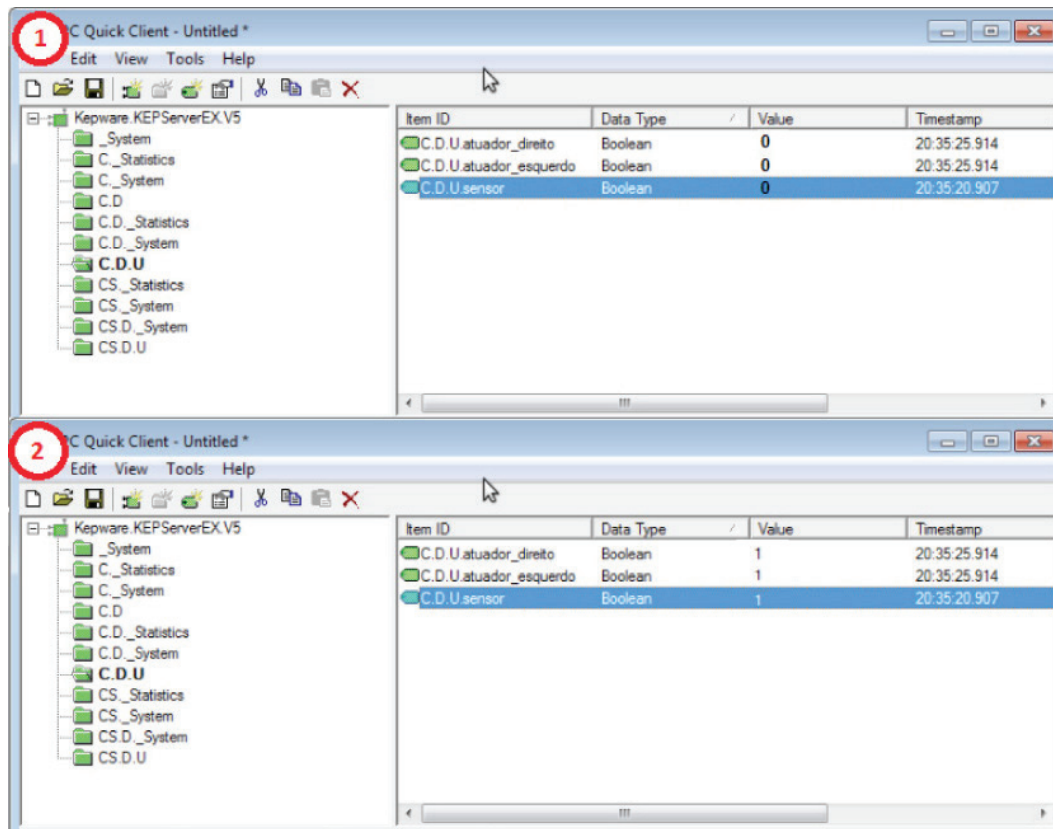 1
PC Quick Client - Untitled *
Edit View Tools Help
Kepware.KEPServerEX.V5
_System
C._Statistics
C._System
C.D
C.D._Statistics
C.D._System
C.D.U
CS._Statistics
CS._System
CS.D._System
CS.D.U
Item ID Data Type Value Timestamp
C.D.U.atuador_direito Boolean 0 20:35:25.914
C.D.U.atuador_esquerdo Boolean 0 20:35:25.914
C.D.U.sensor Boolean 0 20:35:20.907
2
PC Quick Client - Untitled *
Edit View Tools Help
Kepware.KEPServerEX.V5
_System
C._Statistics
C._System
C.D
C.D._Statistics
C.D._System
C.D.U
CS._Statistics
CS._System
CS.D._System
CS.D.U
Item ID Data Type Value Timestamp
C.D.U.atuador_direito Boolean 1 20:35:25.914
C.D.U.atuador_esquerdo Boolean 1 20:35:25.914
C.D.U.sensor Boolean 1 20:35:20.907